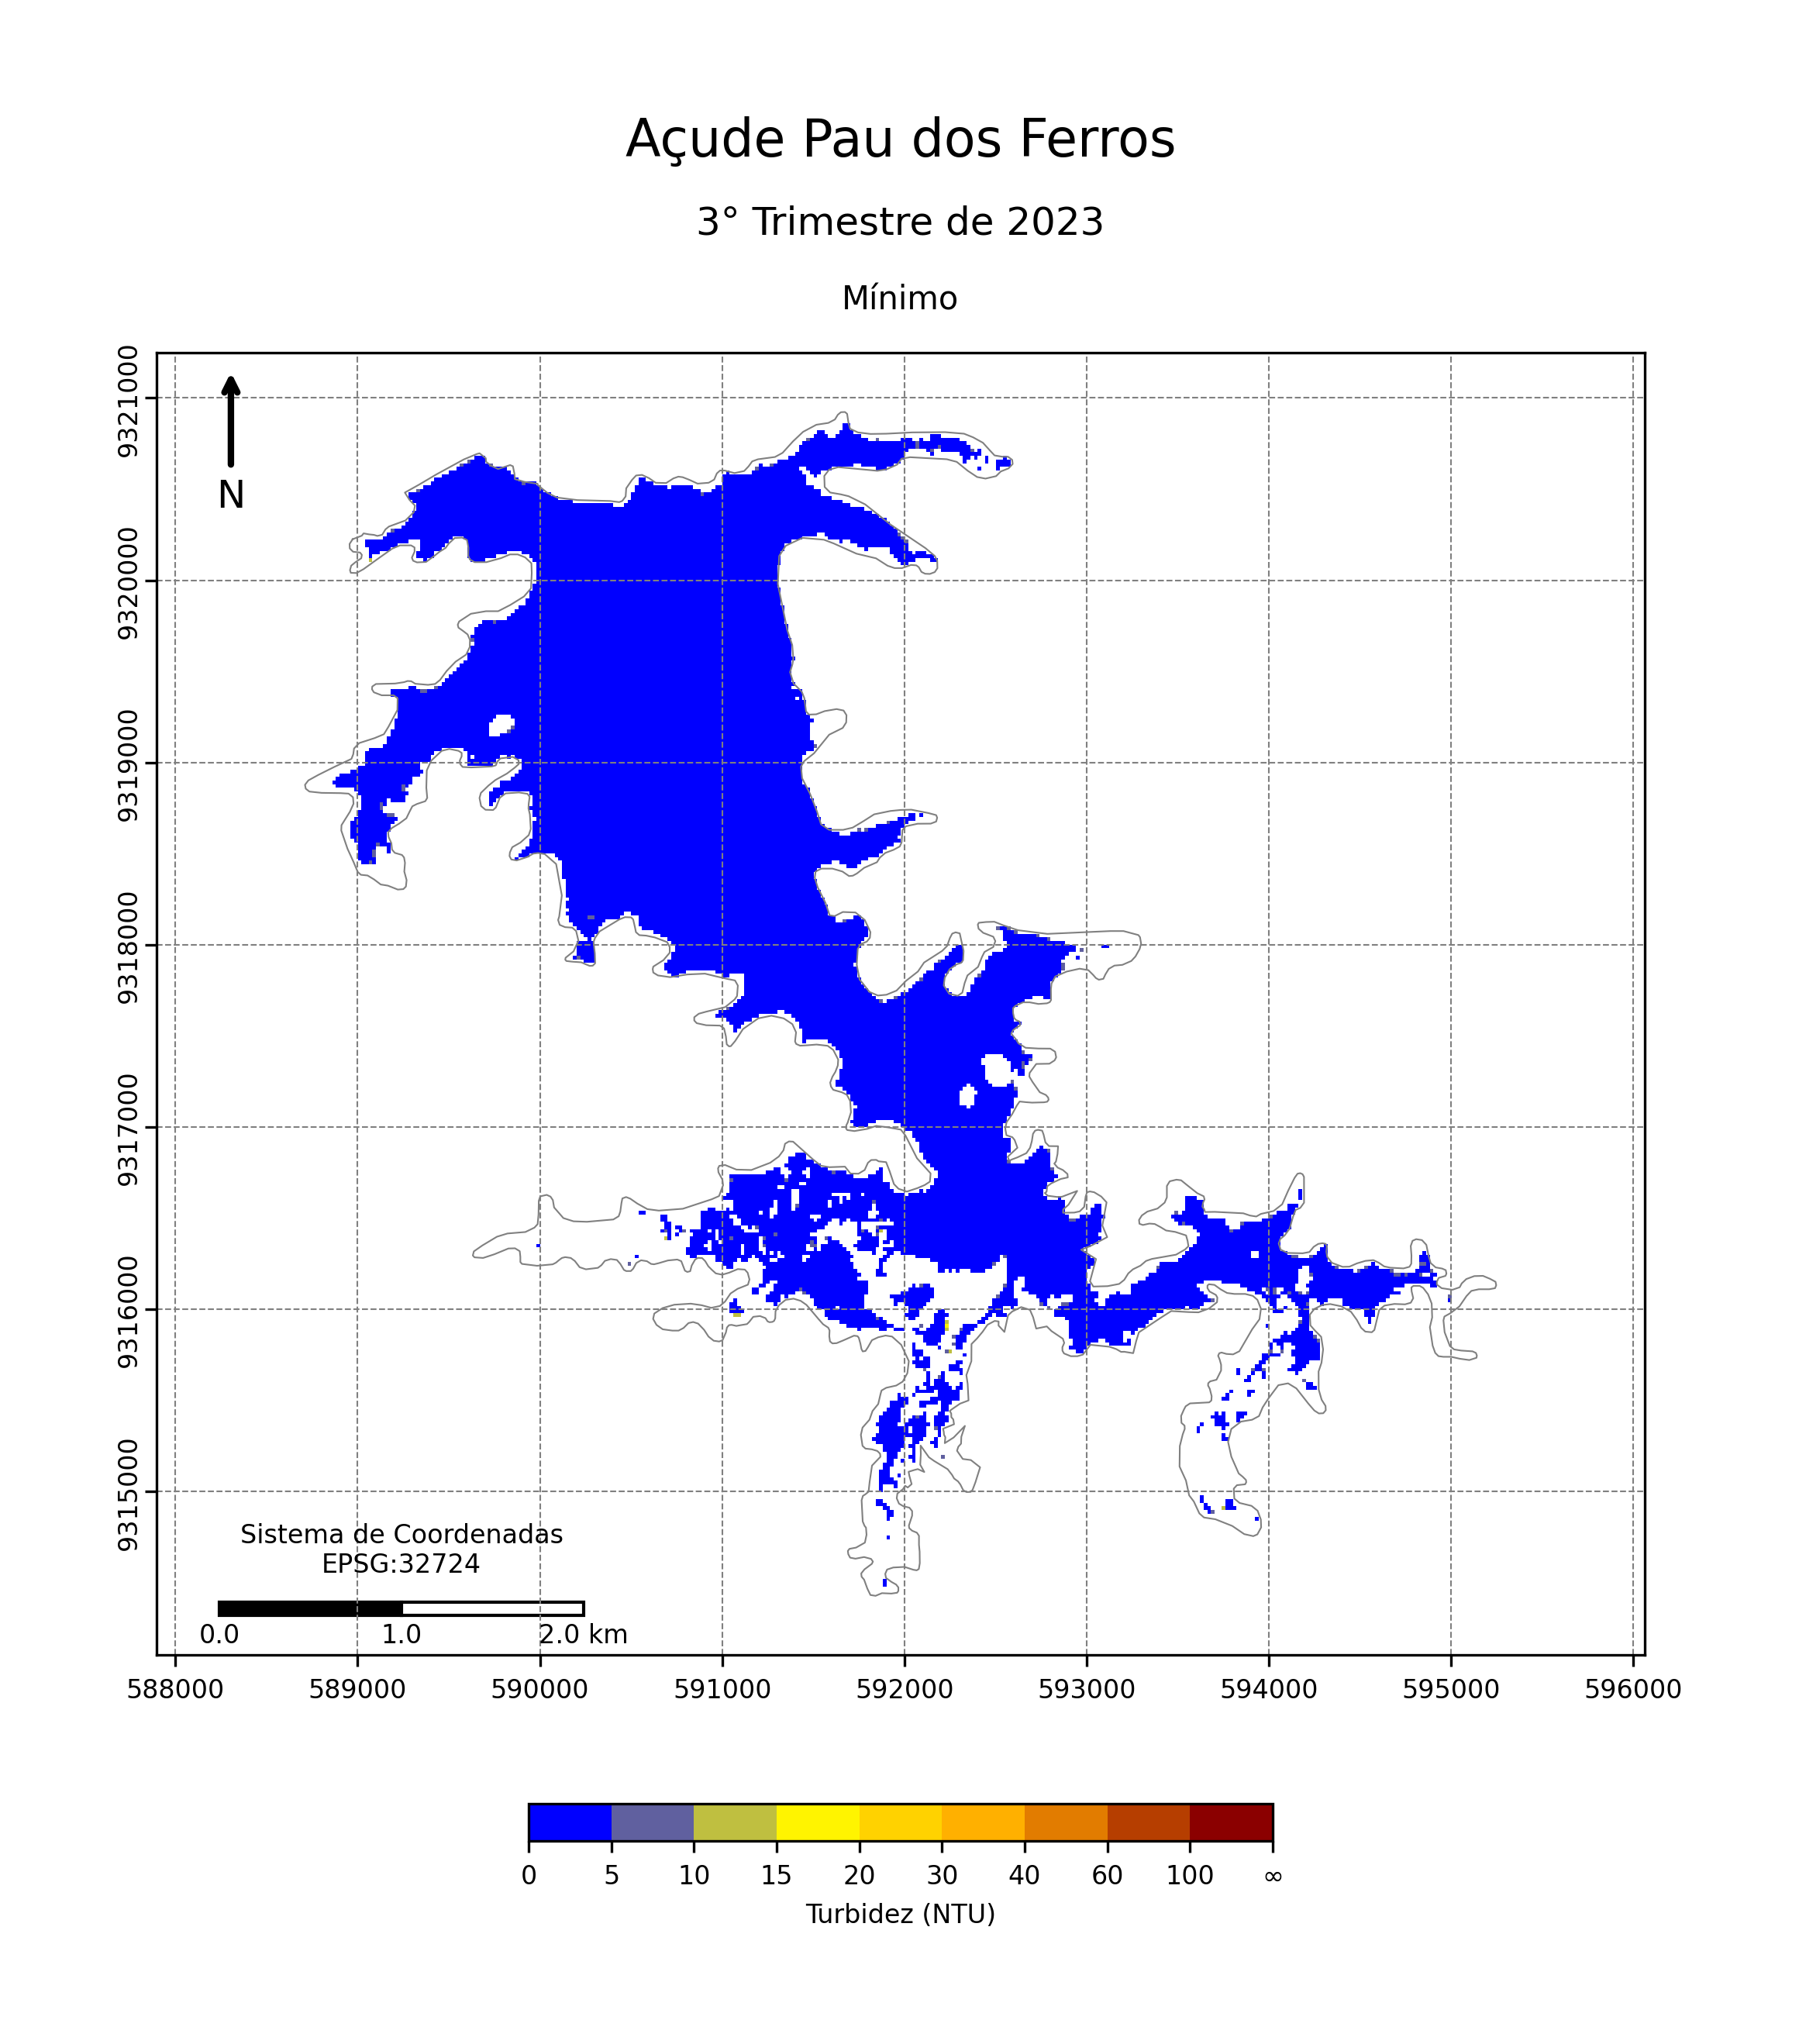 Açude Pau dos Ferros
3° Trimestre de 2023
Mínimo
9321000
9320000
9319000
9318000
9317000
9316000
9315000
N
Sistema de Coordenadas
EPSG:32724
0.0 1.0 2.0 km
588000 589000 590000 591000 592000 593000 594000 595000 596000
0 5 10 15 20 30 40 60 100 ∞
Turbidez (NTU)